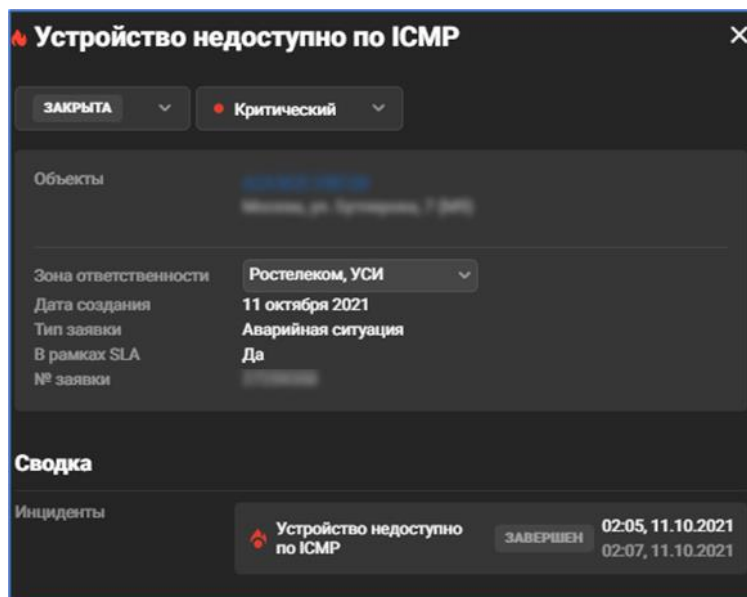 Устройство недоступно по ICMP
ЗАКРЫТА
Критический
Объекты
Зона ответственности Ростелеком, УСИ
Дата создания 11 октября 2021
Тип заявки Аварийная ситуация
В рамках SLA Да
№ заявки
Сводка
Инциденты
Устройство недоступно
по ICMP
ЗАВЕРШЕН
02:05, 11.10.2021
02:07, 11.10.2021